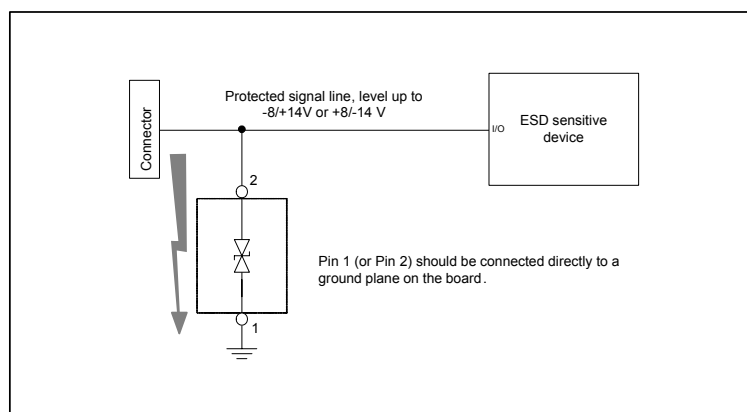 Connector
Protected signal line, level up to
-8/+14V or +8/-14 V
I/O
ESD sensitive
device
2
Pin 1 (or Pin 2) should be connected directly to a
ground plane on the board.
1